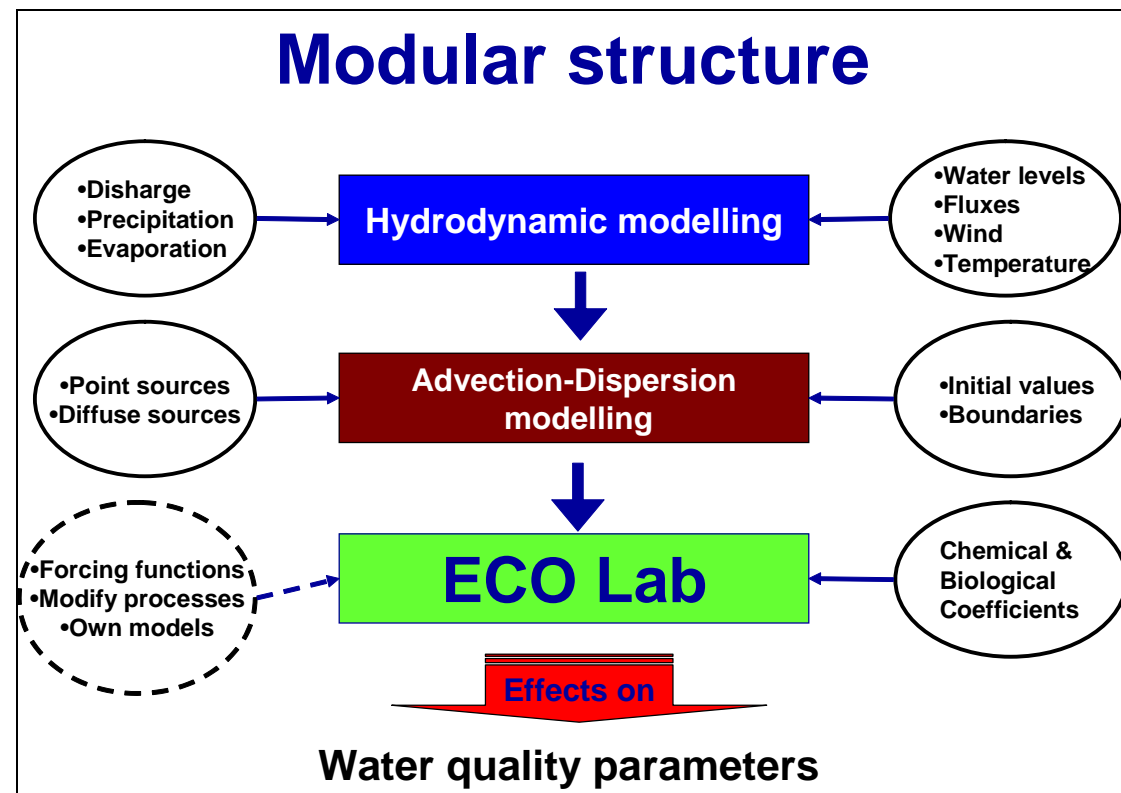 Modular structure
•Disharge
•Precipitation
•Evaporation
Hydrodynamic modelling
•Water levels
•Fluxes
•Wind
•Temperature
•Point sources
•Diffuse sources
Advection-Dispersion
modelling
•Initial values
•Boundaries
•Forcing functions
•Modify processes
•Own models
ECO Lab
Chemical &
Biological
Coefficients
Effects on
Water quality parameters